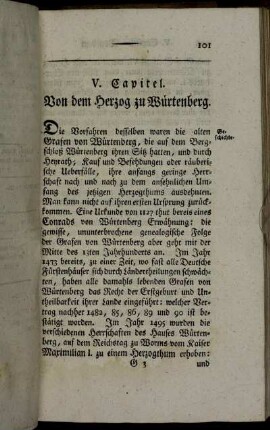 101
V. Capitel.
Von dem Herzog zu Würtenberg.
Die Vorfahren desselben waren die alten
Ge-
schichte.
Grafen von Würtenberg, die auf dem Berg-
schloß Würtenberg ihren Sitz hatten, und durch
Heyrath, Kauf und Befehdungen oder räuberi-
sche Ueberfälle, ihre anfangs geringe Herr-
schaft nach und nach zu dem ansehnlichen Um-
fang des jetzigen Herzogthums ausdehnten.
Man kann nicht auf ihren ersten Ursprung zurück-
kommen. Eine Urkunde von 1127 thut bereits eines
Conrads von Würtenberg Erwähnung: die
gewisse, ununterbrochene genealogische Folge
der Grafen von Würtenberg aber geht mit der
Mitte des 13ten Jahrhunderts an. Im Jahr
1473 bereits, zu einer Zeit, wo fast alle Deutsche
Fürstenhäuser sich durch Ländertheilungen schwäch-
ten, haben alle damahls lebenden Grafen von
Würtenberg das Recht der Erstgeburt und Un-
theilbarkeit ihrer Lande eingeführt: welcher Ver-
trag nachher 1482, 85, 86, 89 und 90 ist be-
stätigt worden. Im Jahr 1495 wurden die
verschiedenen Herrschaften des Hauses Würten-
berg, auf dem Reichstag zu Worms vom Kaiser
Maximilian I. zu einem Herzogthum erhoben:
G 3 und